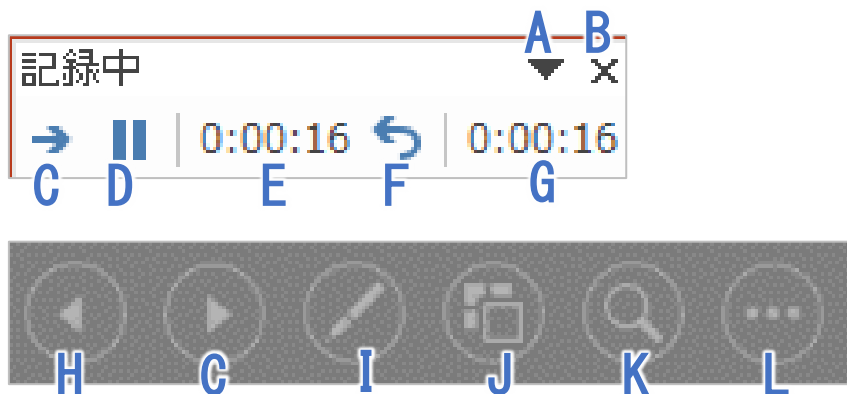 A B
記録中
0:00:16 0:00:16
C D E F G
H C I J K L